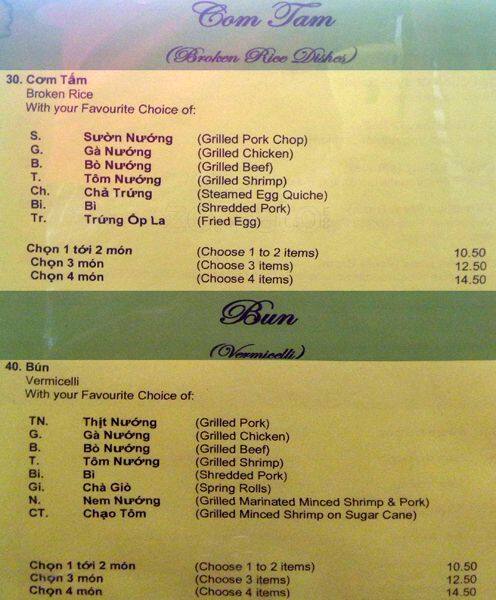 Com Tam
(Broken Rice Dishes)
30. Cơm Tấm
Broken Rice
With your Favourite Choice of:
S. Sườn Nướng (Grilled Pork Chop)
G. Gà Nướng (Grilled Chicken)
B. Bò Nướng (Grilled Beef)
T. Tôm Nướng (Grilled Shrimp)
Ch. Chả Trứng (Steamed Egg Quiche)
Bi. Bì (Shredded Pork)
Tr. Trứng Ốp La (Fried Egg)
Chọn 1 tới 2 món (Choose 1 to 2 items) 10.50
Chọn 3 món (Choose 3 items) 12.50
Chọn 4 món (Choose 4 items) 14.50
Bun
(Vermicelli)
40. Bún
Vermicelli
With your Favourite Choice of:
TN. Thịt Nướng (Grilled Pork)
G. Gà Nướng (Grilled Chicken)
B. Bò Nướng (Grilled Beef)
T. Tôm Nướng (Grilled Shrimp)
Bi. Bì (Shredded Pork)
Gi. Chà Giò (Spring Rolls)
N. Nem Nướng (Grilled Marinated Minced Shrimp & Pork)
CT. Chạo Tôm (Grilled Minced Shrimp on Sugar Cane)
Chọn 1 tới 2 món (Choose 1 to 2 items) 10.50
Chọn 3 món (Choose 3 items) 12.50
Chọn 4 món (Choose 4 items) 14.50